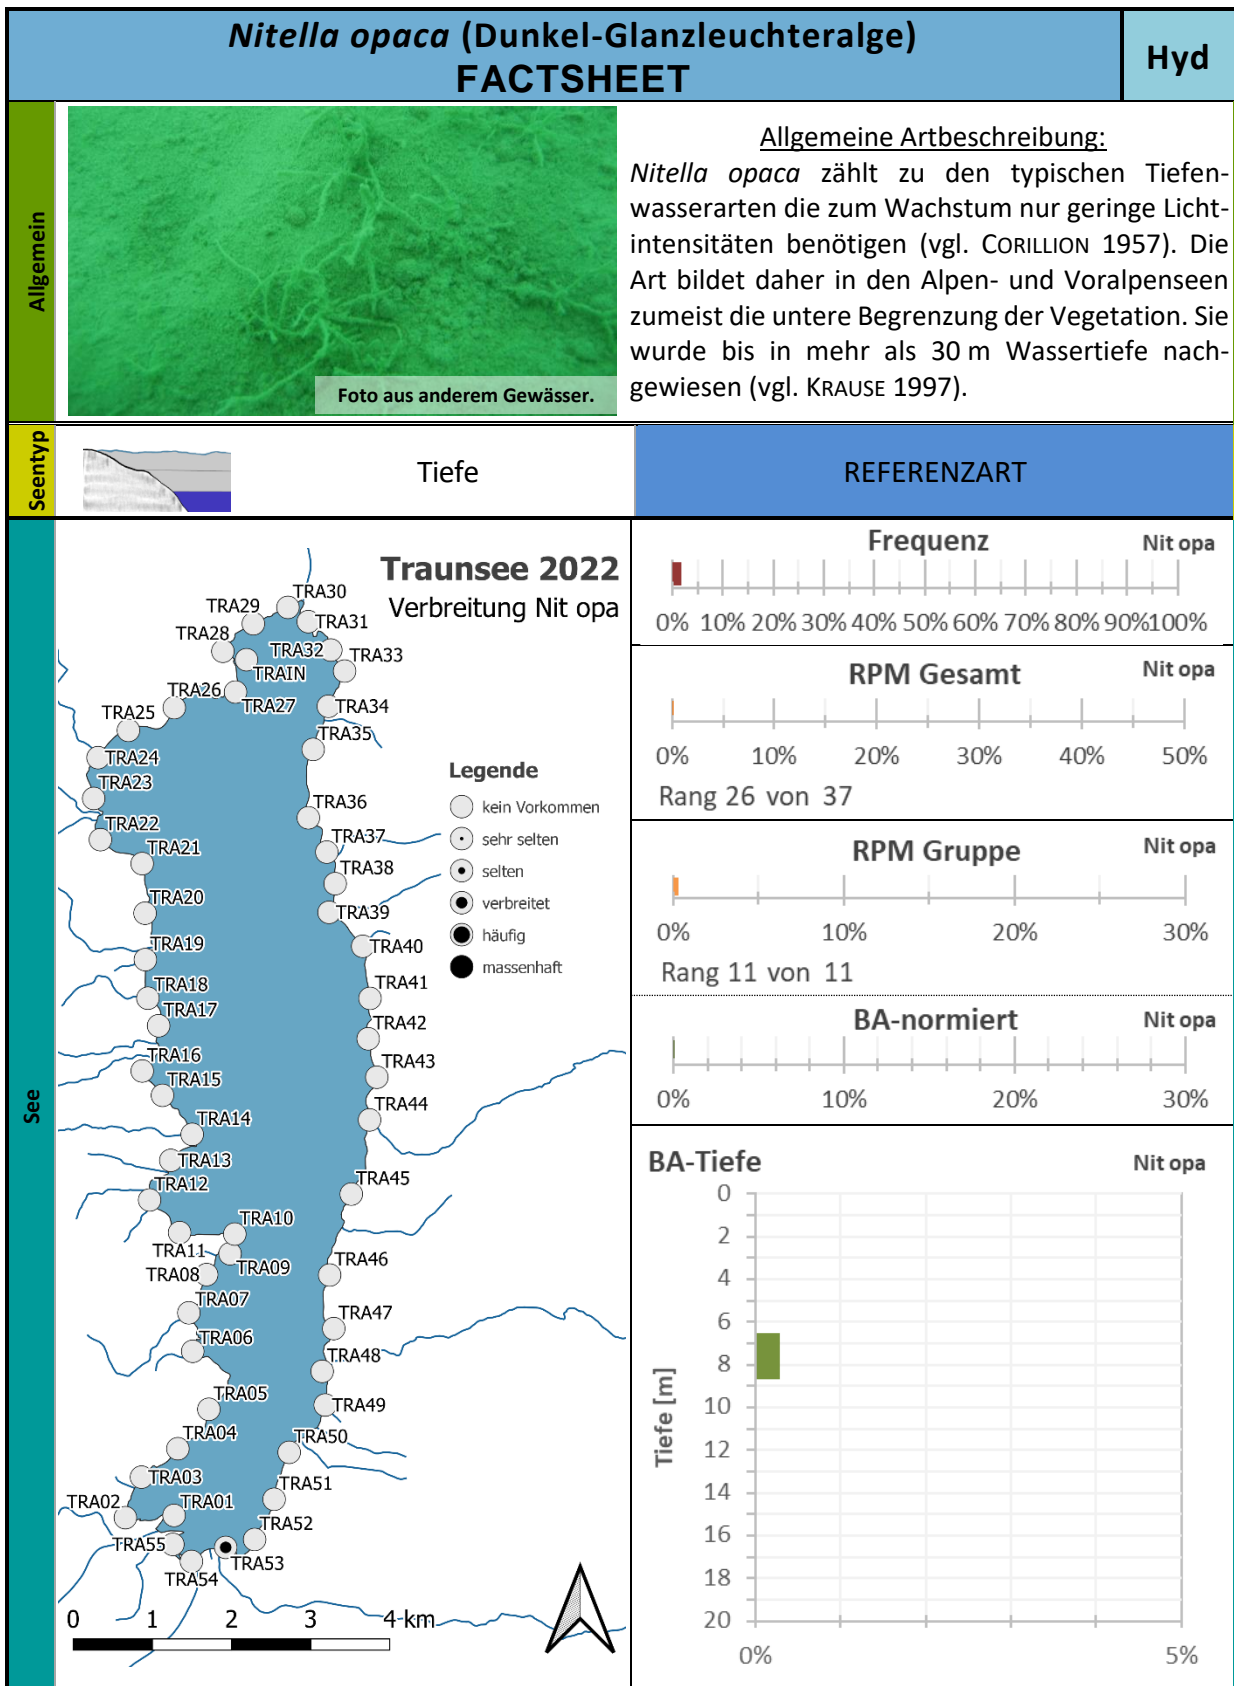 Nitella opaca (Dunkel-Glanzleuchteralge)
FACTSHEET
Hyd
Allgemein
Foto aus anderem Gewässer.
Allgemeine Artbeschreibung:
Nitella opaca zählt zu den typischen Tiefen-
wasserarten die zum Wachstum nur geringe Licht-
intensitäten benötigen (vgl. CORILLION 1957). Die
Art bildet daher in den Alpen- und Voralpenseen
zumeist die untere Begrenzung der Vegetation. Sie
wurde bis in mehr als 30 m Wassertiefe nach-
gewiesen (vgl. KRAUSE 1997).
Seentyp
Tiefe
REFERENZART
See
Traunsee 2022
Verbreitung Nit opa
TRA30
TRA29
TRA31
TRA28
TRA32
TRA33
TRAIN
TRA26
TRA27
TRA34
TRA25
TRA35
TRA24
TRA23
TRA36
TRA22
TRA37
TRA21
TRA38
TRA20
TRA39
TRA19
TRA40
TRA18
TRA41
TRA17
TRA42
TRA16
TRA43
TRA15
TRA44
TRA14
TRA13
TRA12
TRA45
TRA10
TRA11
TRA09
TRA08
TRA46
TRA07
TRA47
TRA06
TRA48
TRA05
TRA49
TRA04
TRA50
TRA03
TRA51
TRA02
TRA01
TRA52
TRA55
TRA53
TRA54
Legende
kein Vorkommen
sehr selten
selten
verbreitet
häufig
massenhaft
0 1 2 3 4 km
Frequenz
Nit opa
0% 10% 20% 30% 40% 50% 60% 70% 80% 90%100%
RPM Gesamt
Nit opa
0% 10% 20% 30% 40% 50%
Rang 26 von 37
RPM Gruppe
Nit opa
0% 10% 20% 30%
Rang 11 von 11
BA-normiert
Nit opa
0% 10% 20% 30%
BA-Tiefe
Nit opa
Tiefe [m]
0
2
4
6
8
10
12
14
16
18
20
0% 5%